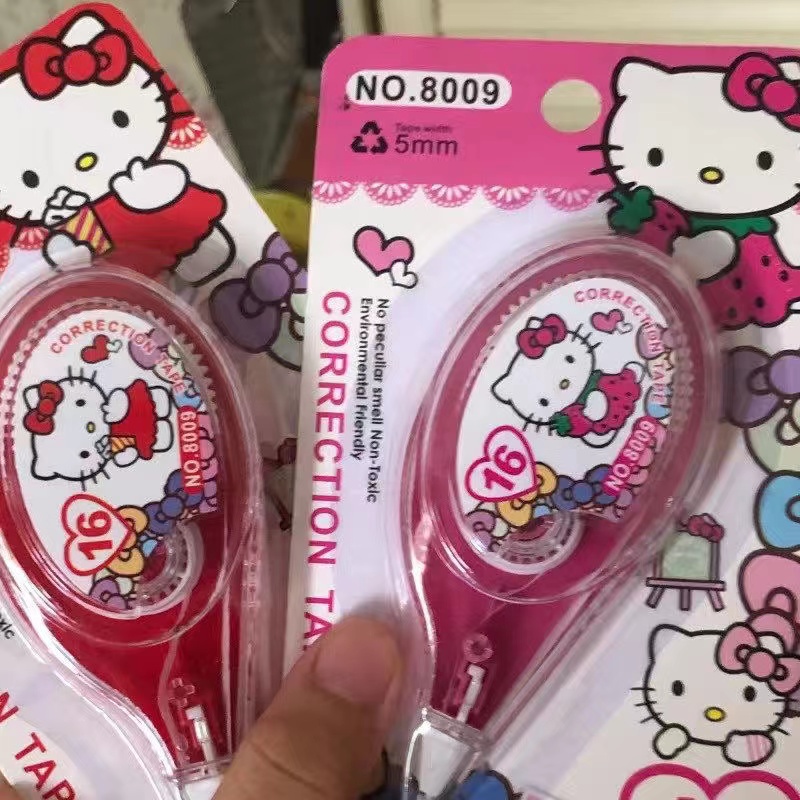 NO.8009
Tape width
5mm
No peculiar smell Non-Toxic
Environmental Friendly
CORRECTION TA
CORRECTION TAPE
16
NO.8009
CORRECTION TAPE
NO.8009
16
N TAP